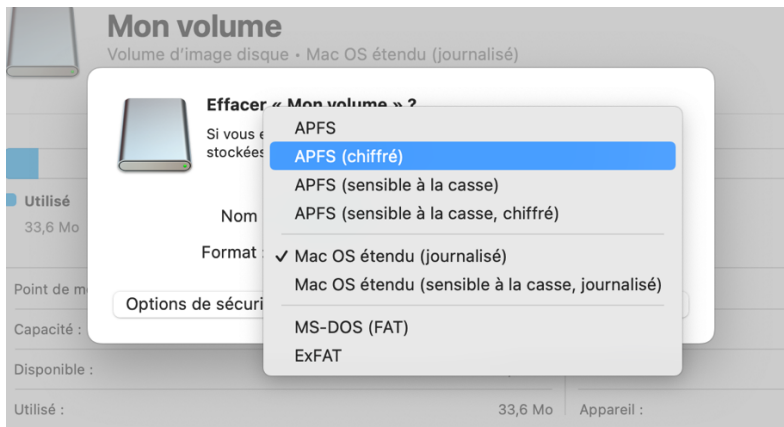 Mon volume
Volume d'image disque • Mac OS étendu (journalisé)
Effacer « Mon volume » ?
Si vous
stockées
APFS
APFS (chiffré)
APFS (sensible à la casse)
APFS (sensible à la casse, chiffré)
Mac OS étendu (journalisé)
Mac OS étendu (sensible à la casse, journalisé)
MS-DOS (FAT)
ExFAT
Nom
Format :
Options de sécuri
Utilisé
33,6 Mo
Point de m
Capacité :
Disponible :
Utilisé :
33,6 Mo
Appareil :